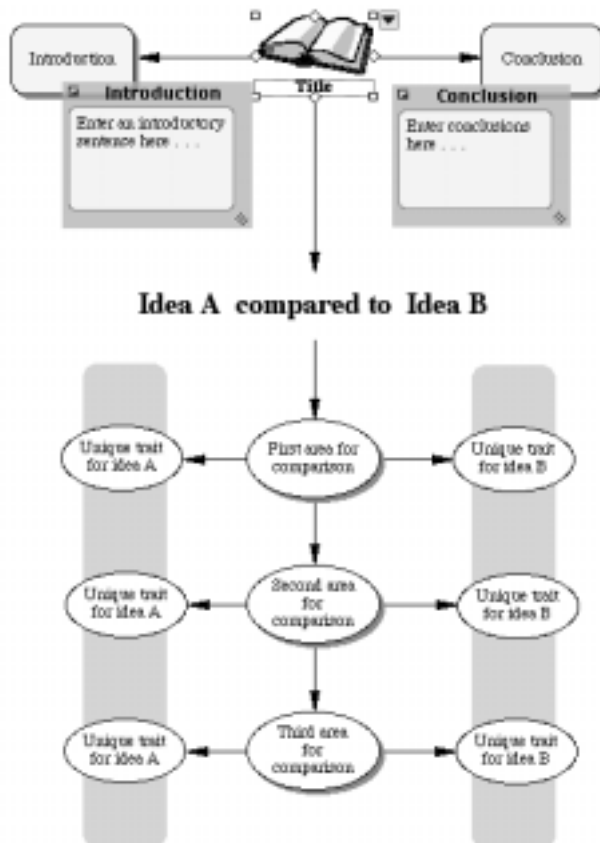 Introduction
Title
Conclusion
Introduction
Enter an introductory
sentence here . . .
Conclusion
Enter conclusions
here . . .
Idea A compared to Idea B
Unique trait
for idea A
First area for
comparison
Unique trait
for idea B
Unique trait
for idea A
Second area
for
comparison
Unique trait
for idea B
Unique trait
for idea A
Third area
for
comparison
Unique trait
for idea B